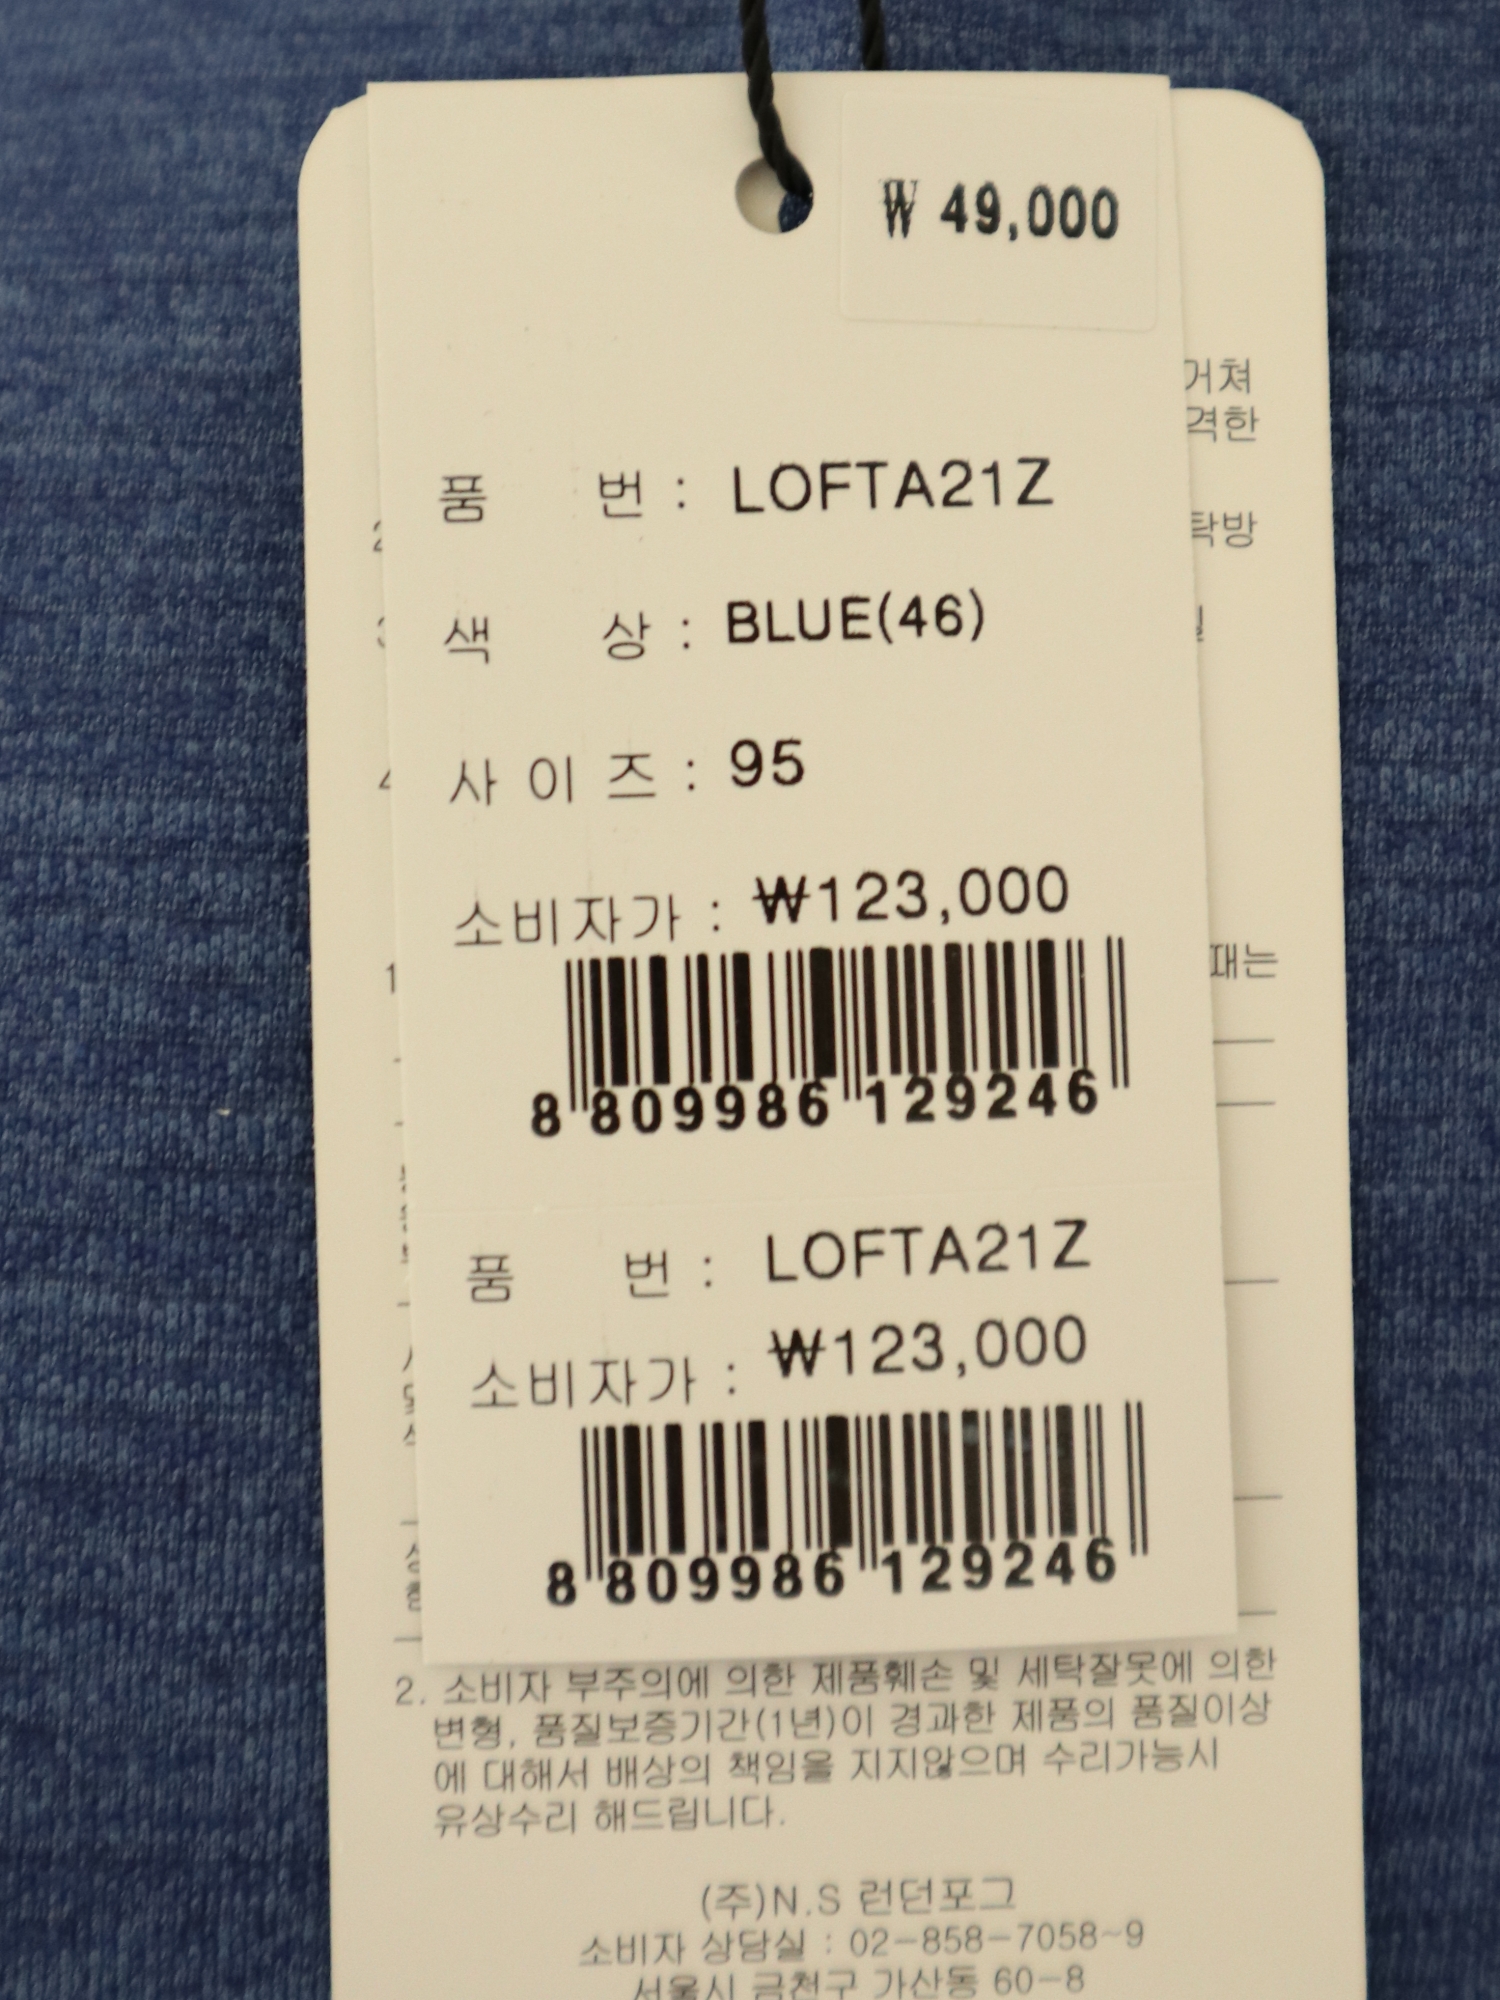 ₩ 49,000
거쳐
격한
품 번 : LOFTA21Z
탁방
색 상 : BLUE(46)
사 이 즈 : 95
소비자가 : ₩123,000
때는
8 809986 129246
품 번 : LOFTA21Z
소비자가 : ₩123,000
8 809986 129246
2. 소비자 부주의에 의한 제품훼손 및 세탁잘못에 의한
변형, 품질보증기간(1년)이 경과한 제품의 품질이상
에 대해서 배상의 책임을 지지않으며 수리가능시
유상수리 해드립니다.
(주)N.S 런던포그
소비자 상담실 : 02-858-7058~9
서울시 금천구 가산동 60-8